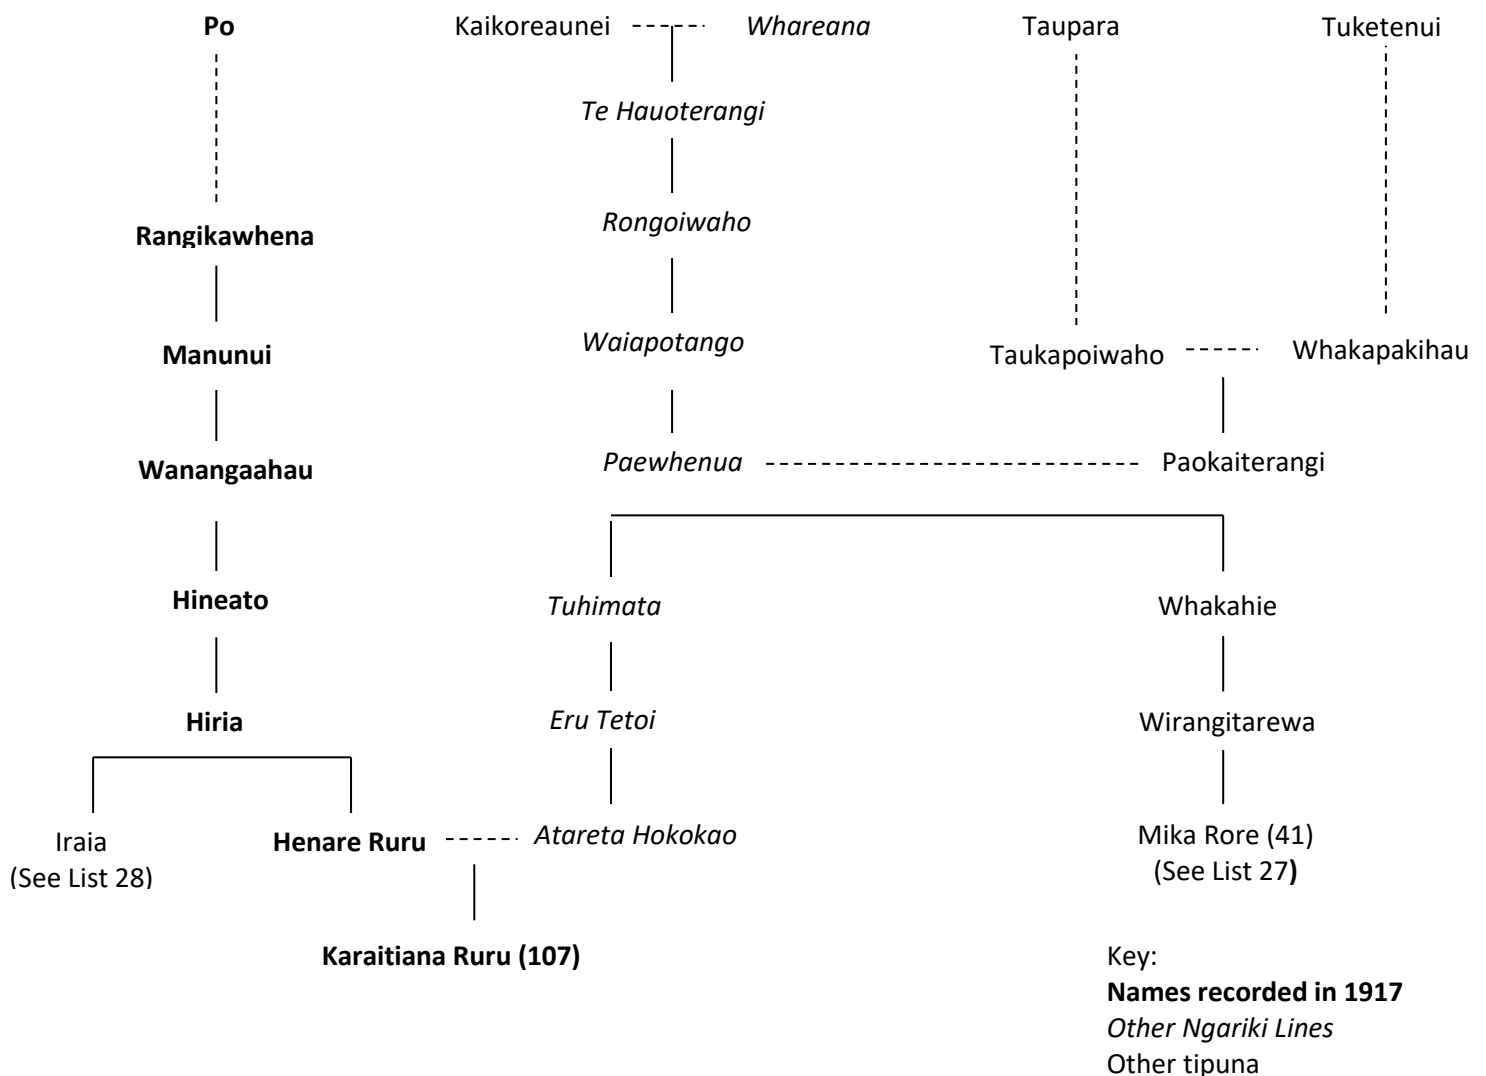 Po
Kaikoreaunei
Whareana
Taupara
Tuketenui
Te Hauoterangi
Rangikawhena
Rongoiwaho
Manunui
Waiapotango
Taukapoiwaho
Whakapakihau
Wanangaahau
Paewhenua
Paokaiterangi
Hineato
Tuhimata
Whakahie
Hiria
Eru Tetoi
Wirangitarewa
Iraia
(See List 28)
Henare Ruru
Atareta Hokokao
Mika Rore (41)
(See List 27)
Karaitiana Ruru (107)
Key:
Names recorded in 1917
Other Ngariki Lines
Other tipuna